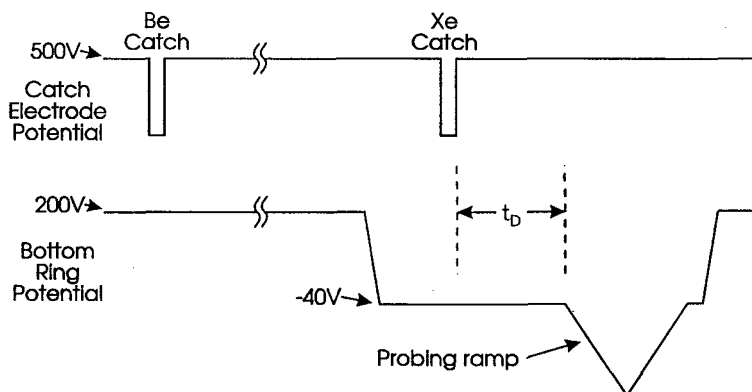 Be
Catch
Xe
Catch
500V
Catch
Electrode
Potential
200V
t_D
Bottom
Ring
Potential
-40V
Probing ramp